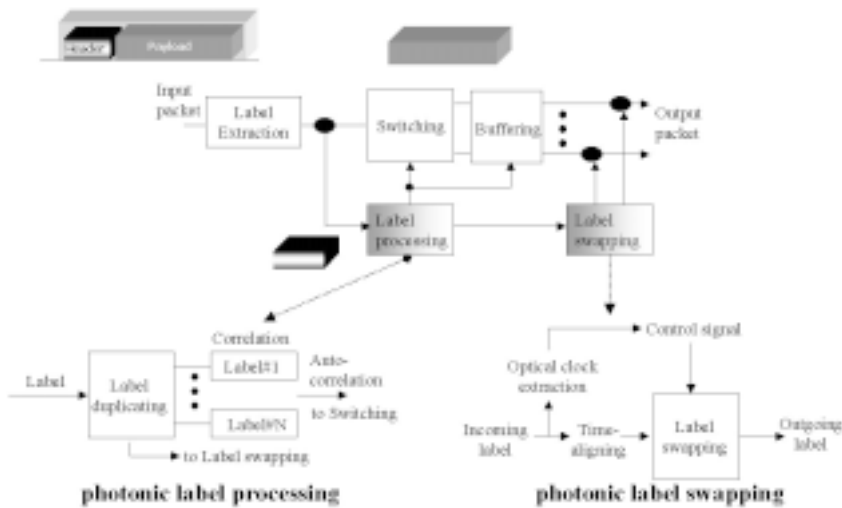 Header
Payload
Input
packet
Label
Extraction
Switching
Buffering
Output
packet
Label
processing
Label
swapping
Correlation
Label
Label
duplicating
Label#1
Label#N
Auto-
correlation
to Switching
to Label swapping
photonic label processing
Control signal
Optical clock
extraction
Incoming
label
Time-
aligning
Label
swapping
Outgoing
label
photonic label swapping